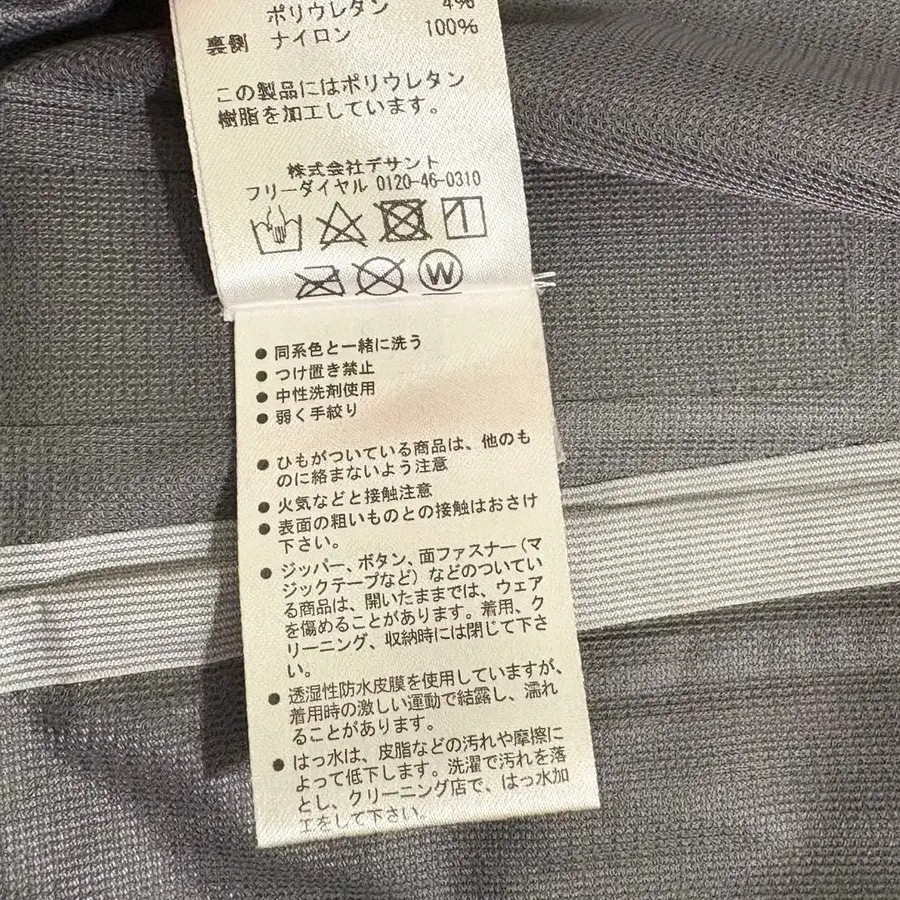 ポリウレタン 4%
裏側 ナイロン 100%
この製品にはポリウレタン
樹脂を加工しています。
株式会社デサント
フリーダイヤル 0120-46-0310
W
● 同系色と一緒に洗う
● つけ置き禁止
● 中性洗剤使用
● 弱く手絞り
● ひもがついている商品は、他のも
のに絡まないよう注意
● 火気などと接触注意
● 表面の粗いものとの接触はおさけ
下さい。
● ジッパー、ボタン、面ファスナー(マ
ジックテープなど)などのついてい
る商品は、開いたままでは、ウェア
を傷めることがあります。着用、ク
リーニング、収納時には閉じて下さ
い。
● 透湿性防水皮膜を使用していますが、
着用時の激しい運動で結露し、濡れ
ることがあります。
● はっ水は、皮脂などの汚れや摩擦に
よって低下します。洗濯で汚れを落
とし、クリーニング店で、はっ水加
工をして下さい。